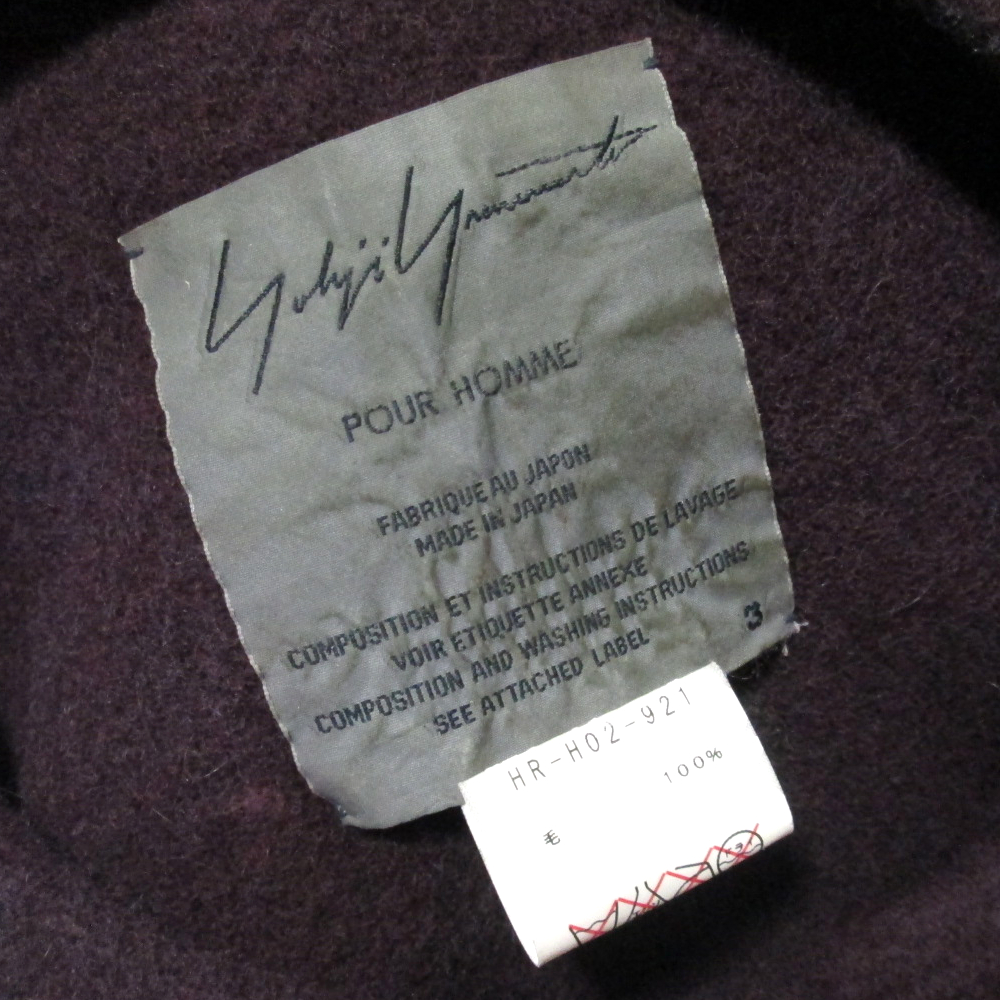 Yohji Yamamoto
POUR HOMME
FABRIQUE AU JAPON
MADE IN JAPAN
COMPOSITION ET INSTRUCTIONS DE LAVAGE
VOIR ETIQUETTE ANNEXE
COMPOSITION AND WASHING INSTRUCTIONS
SEE ATTACHED LABEL
3
HR-H02-921
100%
毛